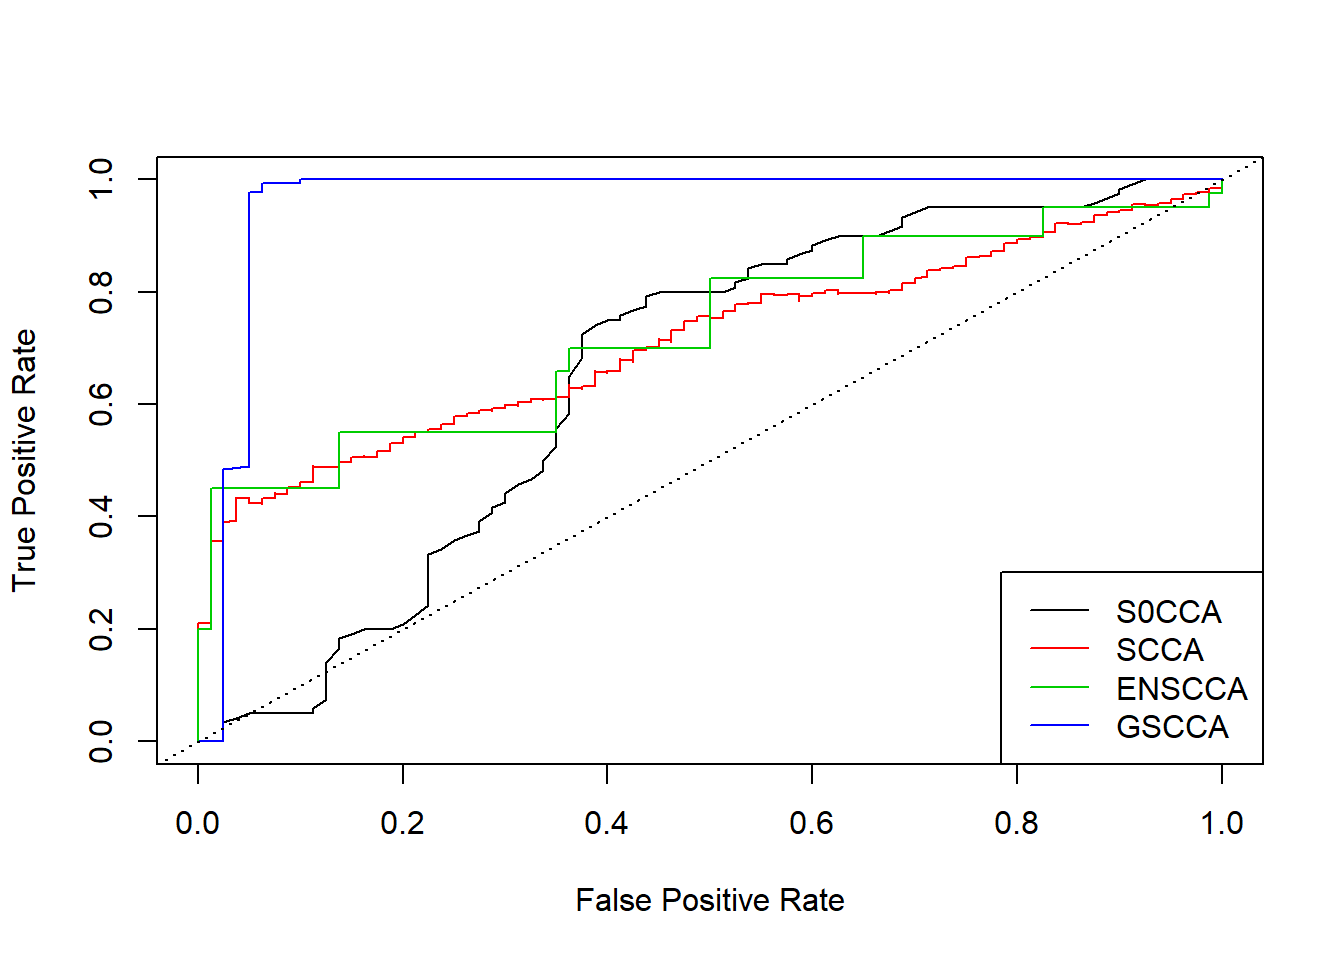 True Positive Rate
1.0
0.8
0.6
0.4
0.2
0.0
0.0 0.2 0.4 0.6 0.8 1.0
False Positive Rate
S0CCA
SCCA
ENSCCA
GSCCA